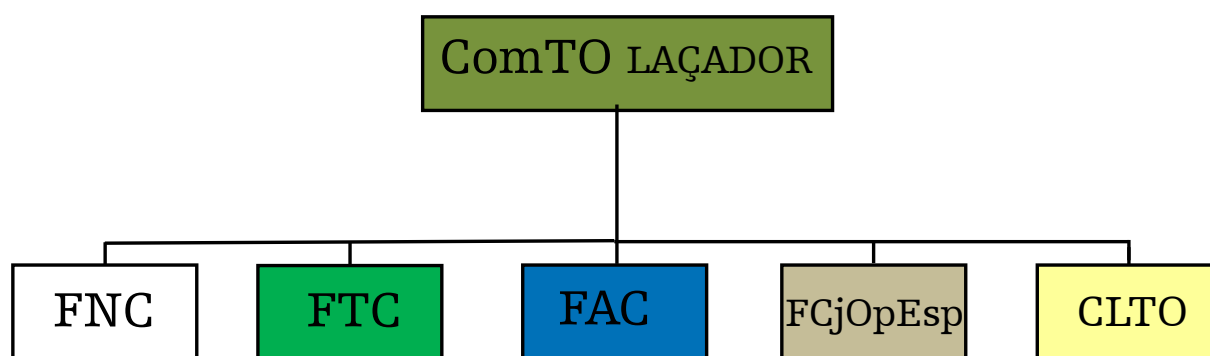 ComTO LAÇADOR
FNC
FTC
FAC
FCjOpEsp
CLTO